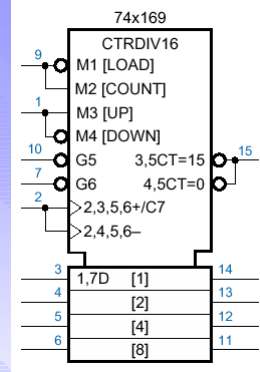 74x169
CTRDIV16
9 M1 [LOAD]
M2 [COUNT]
1 M3 [UP]
M4 [DOWN]
10 G5 3,5CT=15 15
7 G6 4,5CT=0
2 2,3,5,6+/C7
2,4,5,6–
3 1,7D [1] 14
4 [2] 13
5 [4] 12
6 [8] 11